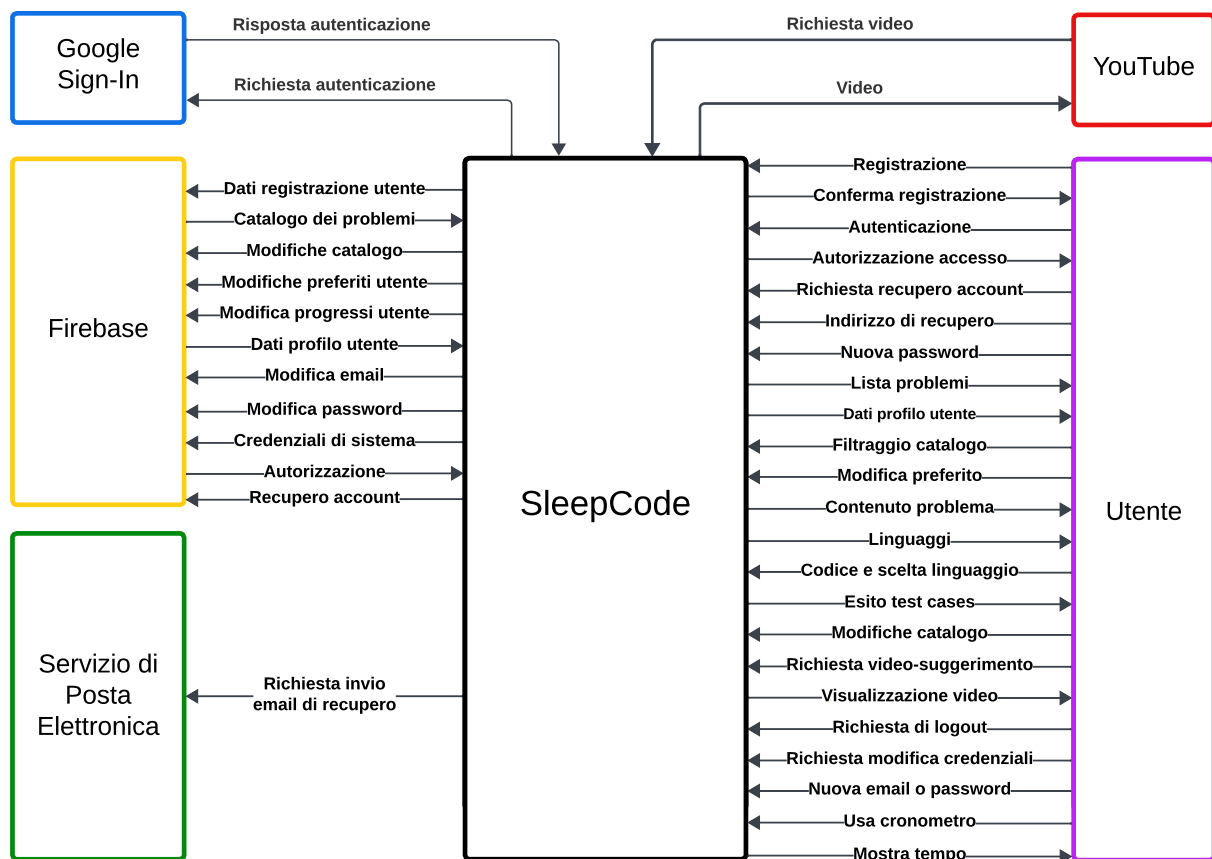 Google
Sign-In
Risposta autenticazione
Richiesta autenticazione
Richiesta video
Video
YouTube
Firebase
Dati registrazione utente
Catalogo dei problemi
Modifiche catalogo
Modifiche preferiti utente
Modifica progressi utente
Dati profilo utente
Modifica email
Modifica password
Credenziali di sistema
Autorizzazione
Recupero account
Servizio di
Posta
Elettronica
Richiesta invio
email di recupero
SleepCode
Registrazione
Conferma registrazione
Autenticazione
Autorizzazione accesso
Richiesta recupero account
Indirizzo di recupero
Nuova password
Lista problemi
Dati profilo utente
Filtraggio catalogo
Modifica preferito
Contenuto problema
Linguaggi
Codice e scelta linguaggio
Esito test cases
Modifiche catalogo
Richiesta video-suggerimento
Visualizzazione video
Richiesta di logout
Richiesta modifica credenziali
Nuova email o password
Usa cronometro
Mostra tempo
Utente